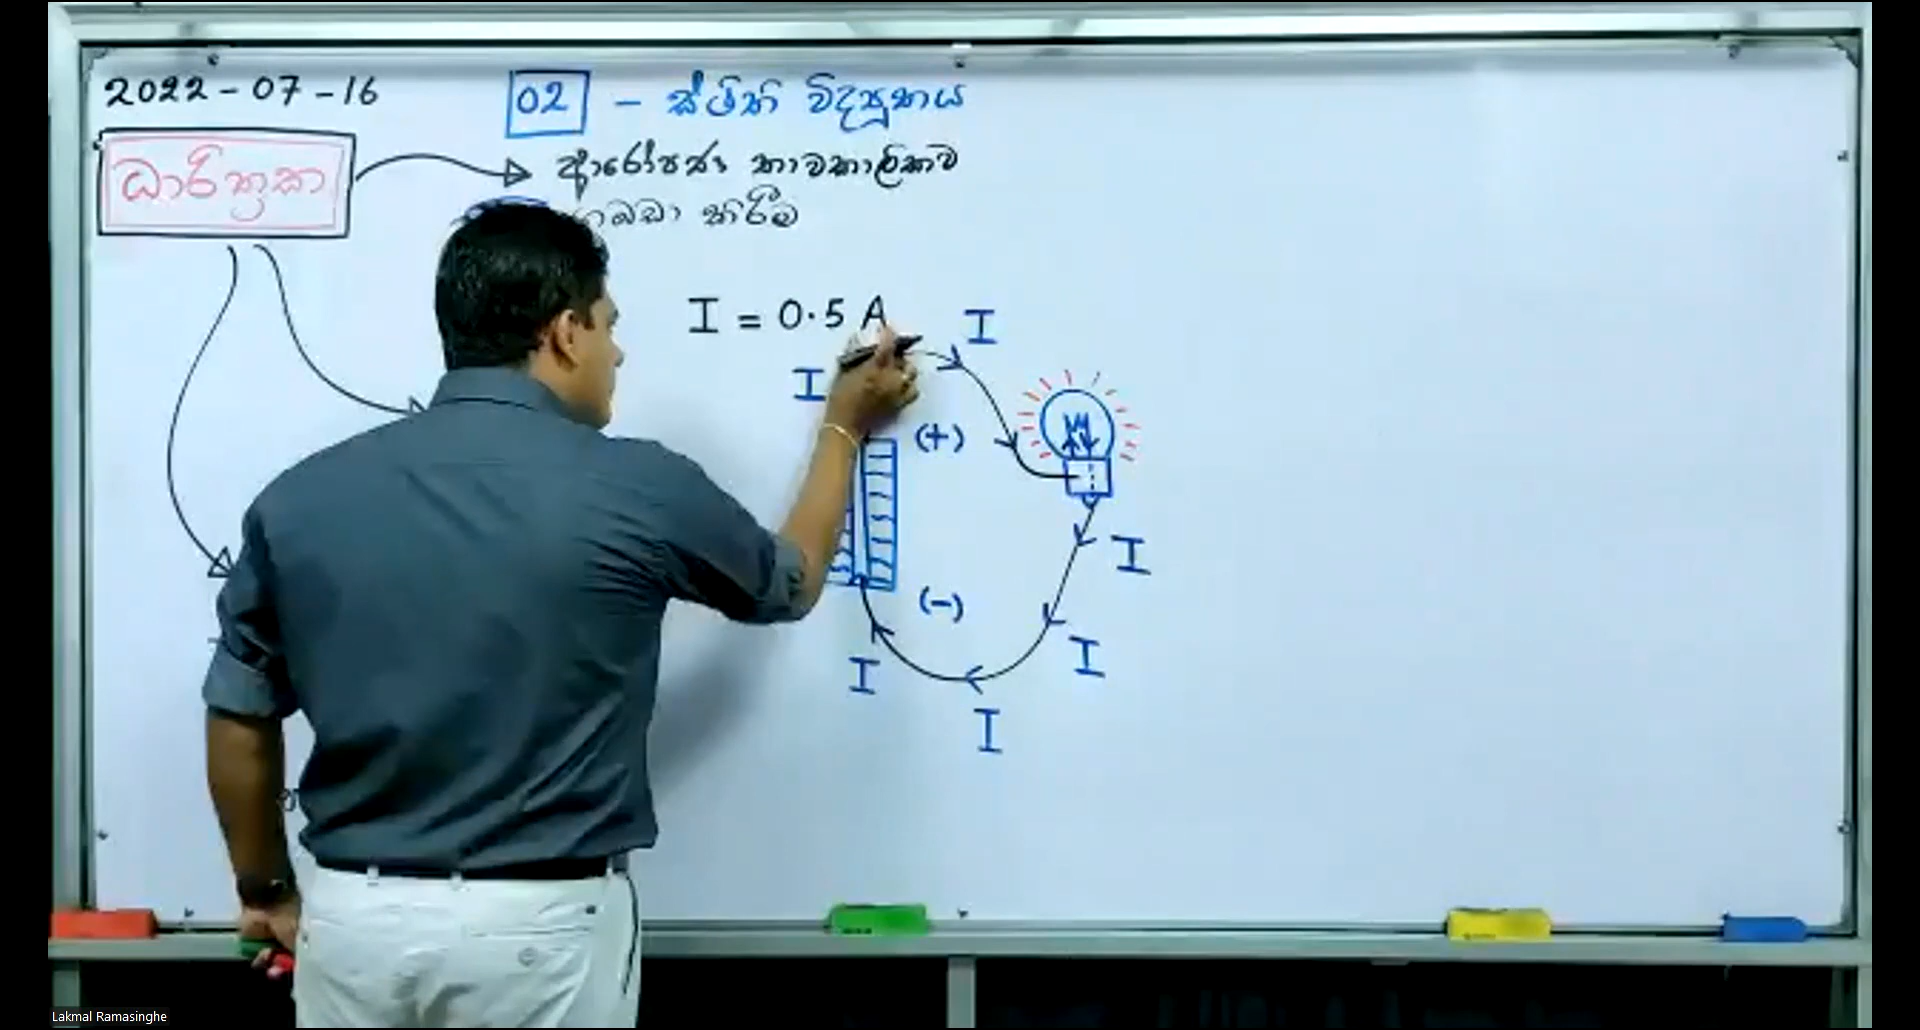 2022-07-16
02 - ස්ථිති විද්‍යුතය
ධාරිත්‍රක
ආරෝපණ තාවකාලිකව
ගබඩා කිරීම
I = 0.5 A
I
I
(+)
I
(-)
I
I
I
Lakmal Ramasinghe